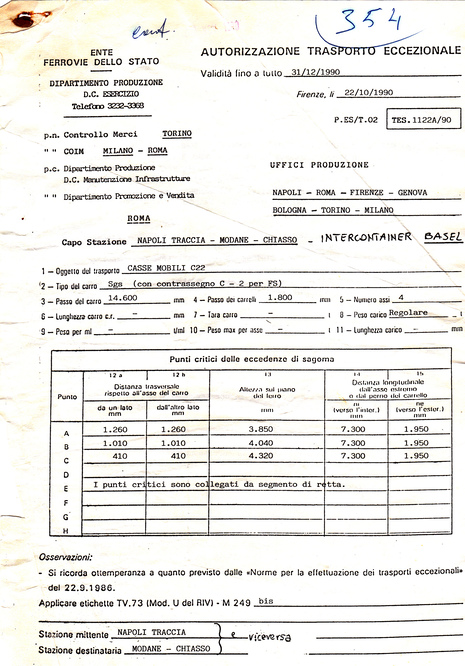 354
ENTE
FERROVIE DELLO STATO
AUTORIZZAZIONE TRASPORTO ECCEZIONALE
Validità fino a tutto 31/12/1990
DIPARTIMENTO PRODUZIONE
D.C. ESERCIZIO
Telefono 3232-3368
Firenze, li 22/10/1990
P.ES/T.02 TES.1122A/90
p.n. Controllo Merci TORINO
" " COIM MILANO - ROMA
UFFICI PRODUZIONE
p.c. Dipartimento Produzione
D.C. Manutenzione Infrastrutture
" " Dipartimento Promozione e Vendita
NAPOLI - ROMA - FIRENZE - GENOVA
BOLOGNA - TORINO - MILANO
ROMA
Capo Stazione NAPOLI TRACCIA - MODANE - CHIASSO - INTERCONTAINER BASEL
1 - Oggetto del trasporto CASSE MOBILI C22
2 - Tipo del carro Sgs (con contrassegno C - 2 per FS)
3 - Passo del carro 14.600 mm 4 - Passo dei carrelli 1.800 mm 5 - Numero assi 4
6 - Lunghezza carro c.r. - mm 7 - Tara carro - t 8 - Peso carico Regolare t
9 - Peso per ml - t/ml 10 - Peso max per asse - t 11 - Lunghezza carico - mm
Punti critici delle eccedenze di sagoma
Punto 12 a 12 b 13 14 15
Distanza trasversale rispetto all'asse del carro
Altezza sul piano del ferro
mm
Distanza longitudinale dall'asse estremo o dal perno del carrello
da un lato mm
dall'altro lato mm
ni (verso l'inter.) mm
ne (verso l'ester.) mm
A 1.260 1.260 3.850 7.300 1.950
B 1.010 1.010 4.040 7.300 1.950
C 410 410 4.320 7.300 1.950
D
E I punti critici sono collegati da segmento di retta.
F
G
H
Osservazioni:
- Si ricorda ottemperanza a quanto previsto dalle «Norme per la effettuazione dei trasporti eccezionali»
del 22.9.1986.
Applicare etichette TV.73 (Mod. U del RIV) - M 249 bis
Stazione mittente NAPOLI TRACCIA
e viceversa
Stazione destinataria MODANE - CHIASSO